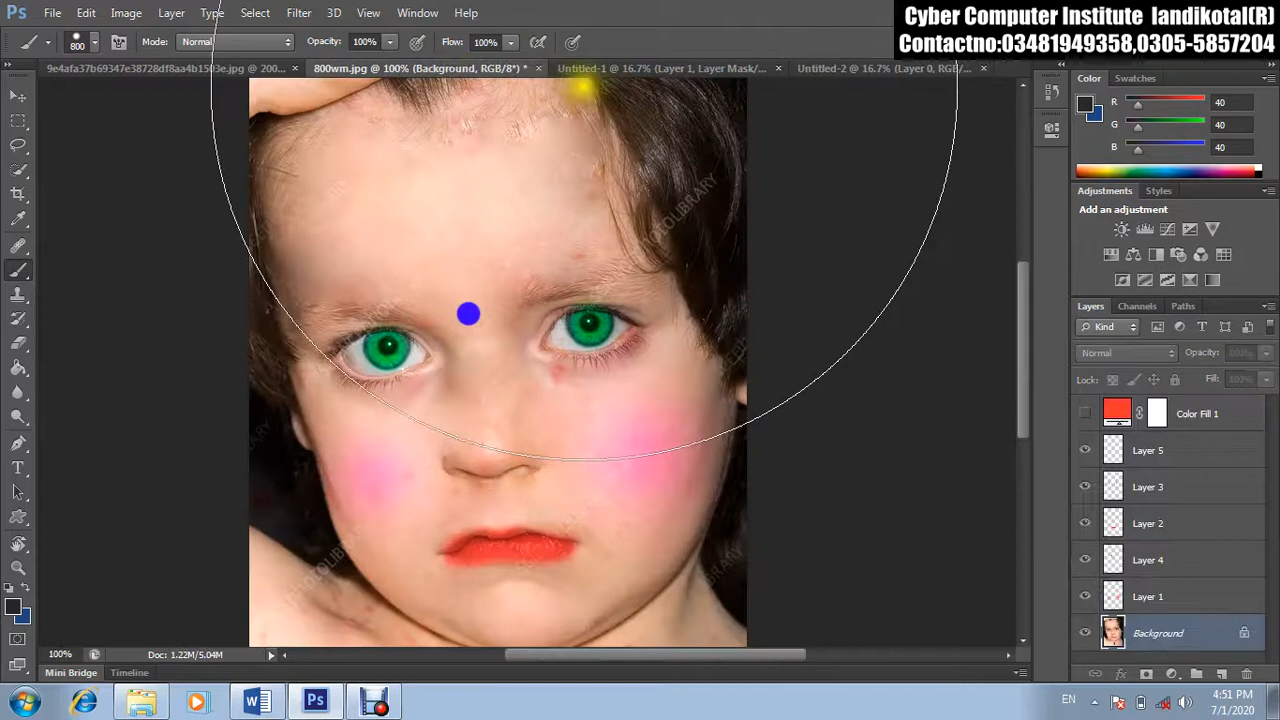 Cyber Computer Institute landikotal(R)
Contactno:03481949358,0305-5857204
Ps File Edit Image Layer Type Select Filter 3D View Window Help
800 Mode: Normal Opacity: 100% Flow: 100%
800wm.jpg @ 100% (Background, RGB/8*) * × Untitled-1 @ 16.7% (Layer 1, Layer Mask/... × Untitled-2 @ 16.7% (Layer 0, RGB/... ×
Color Swatches
R 40
G 40
B 40
Adjustments Styles
Add an adjustment
Layers Channels Paths
Kind
Normal Opacity: 100%
Lock: Fill: 100%
Color Fill 1
Layer 5
Layer 3
Layer 2
Layer 4
Layer 1
Background
100% Doc: 1.22M/5.04M
Mini Bridge Timeline
EN 4:51 PM
7/1/2020